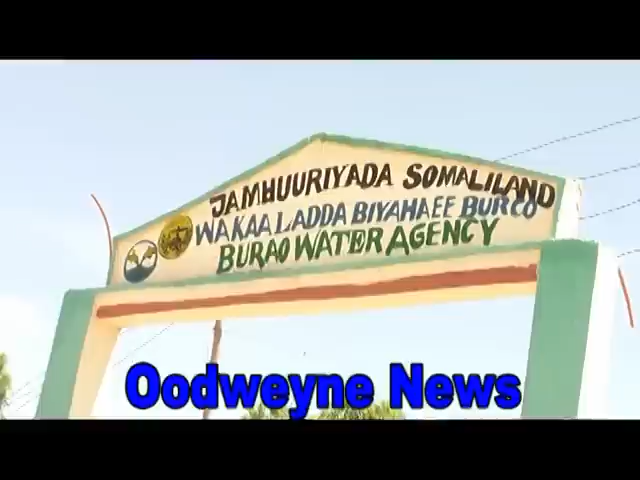 JAMHUURIYADA SOMALILAND
WAKAALADDA BIYAHAEE BURCO
BURAO WATER AGENCY
Oodweyne News